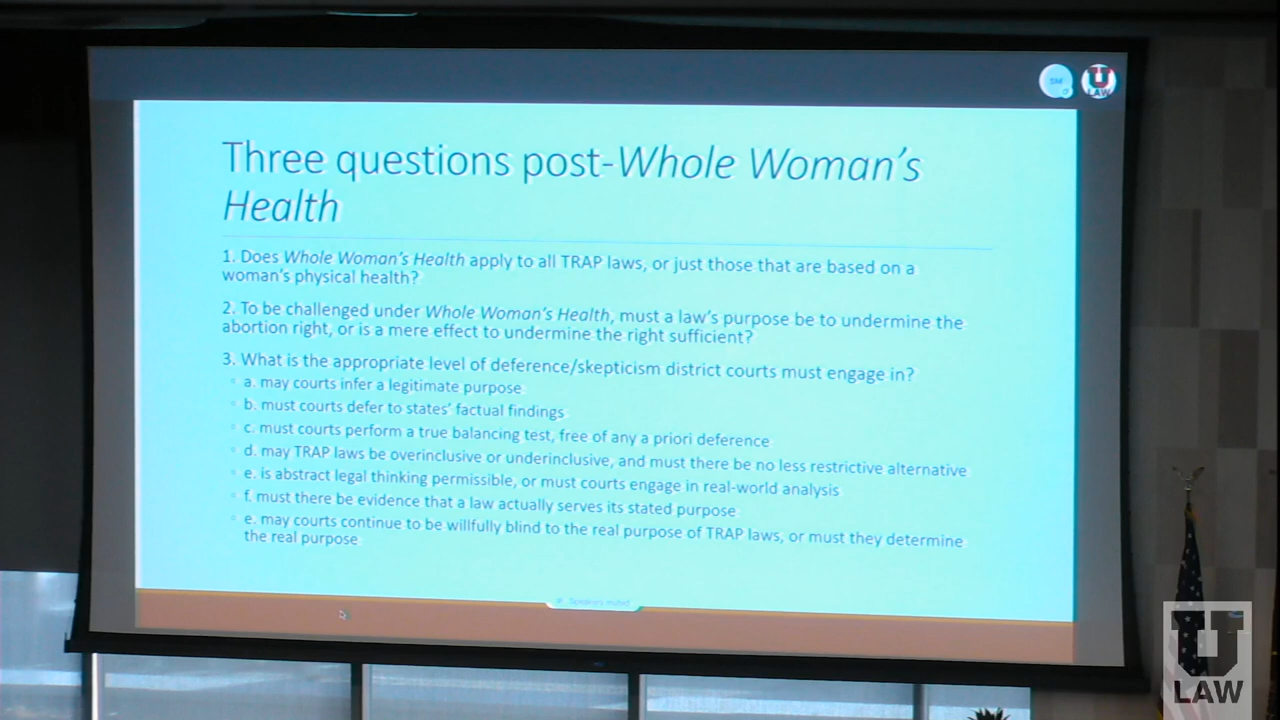 SM
U
LAW
Three questions post-Whole Woman's
Health
1. Does Whole Woman's Health apply to all TRAP laws, or just those that are based on a
woman's physical health?
2. To be challenged under Whole Woman's Health, must a law's purpose be to undermine the
abortion right, or is a mere effect to undermine the right sufficient?
3. What is the appropriate level of deference/skepticism district courts must engage in?
a. may courts infer a legitimate purpose
b. must courts defer to states' factual findings
c. must courts perform a true balancing test, free of any a priori deference
d. may TRAP laws be overinclusive or underinclusive, and must there be no less restrictive alternative
e. is abstract legal thinking permissible, or must courts engage in real-world analysis
f. must there be evidence that a law actually serves its stated purpose
e. may courts continue to be willfully blind to the real purpose of TRAP laws, or must they determine
the real purpose
U
LAW